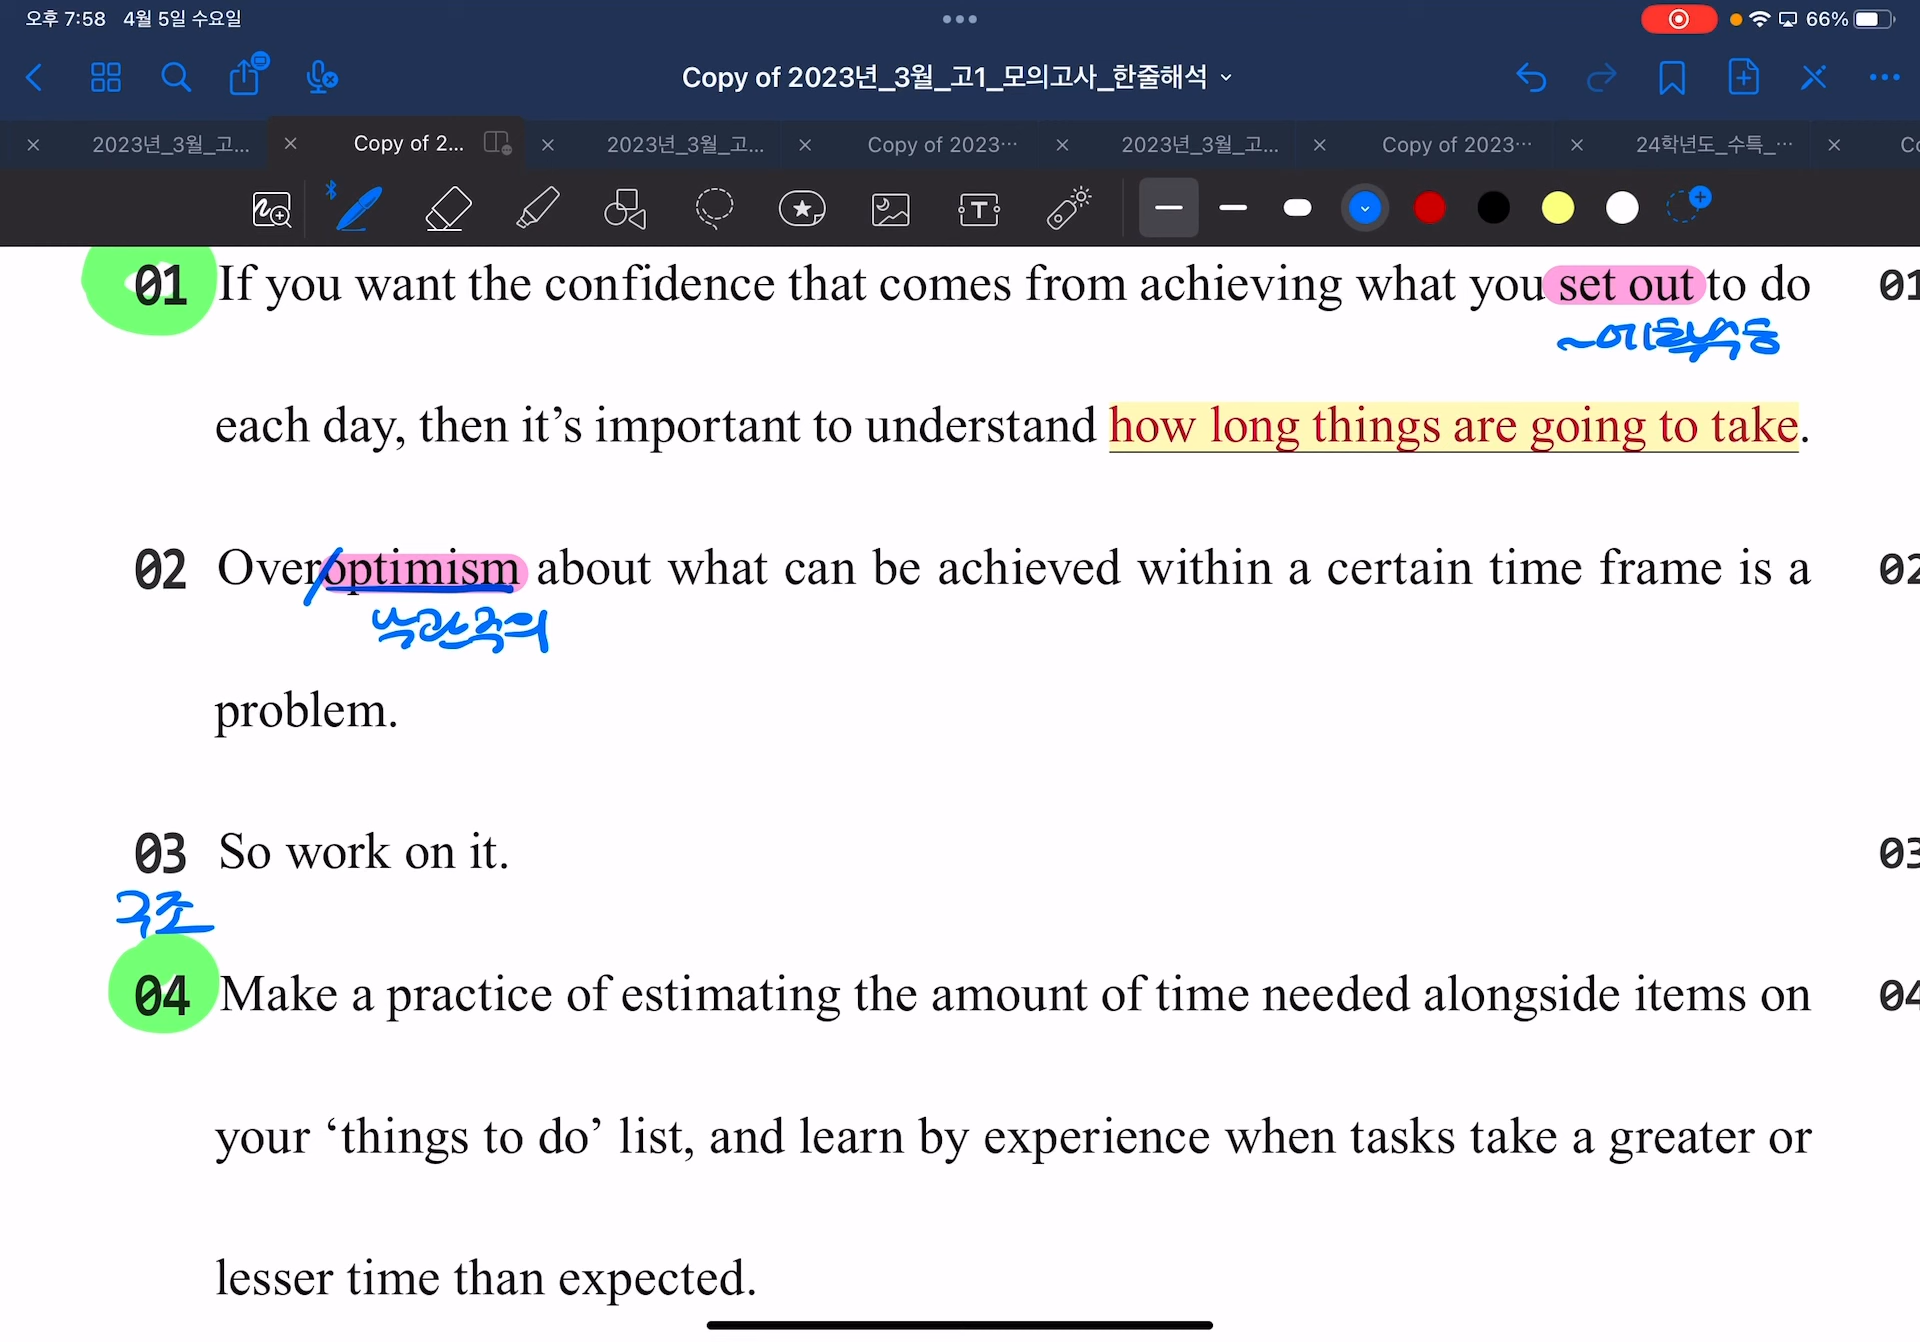 오후 7:58 4월 5일 수요일
66%
Copy of 2023년_3월_고1_모의고사_한줄해석
2023년_3월_고...
Copy of 2...
2023년_3월_고...
Copy of 2023...
2023년_3월_고...
Copy of 2023...
24학년도_수특_...
Co
01 If you want the confidence that comes from achieving what you set out to do 01
each day, then it's important to understand how long things are going to take.
02 Overoptimism about what can be achieved within a certain time frame is a 02
낙관주의
problem.
03 So work on it. 03
구조
04 Make a practice of estimating the amount of time needed alongside items on 04
your ‘things to do’ list, and learn by experience when tasks take a greater or
lesser time than expected.